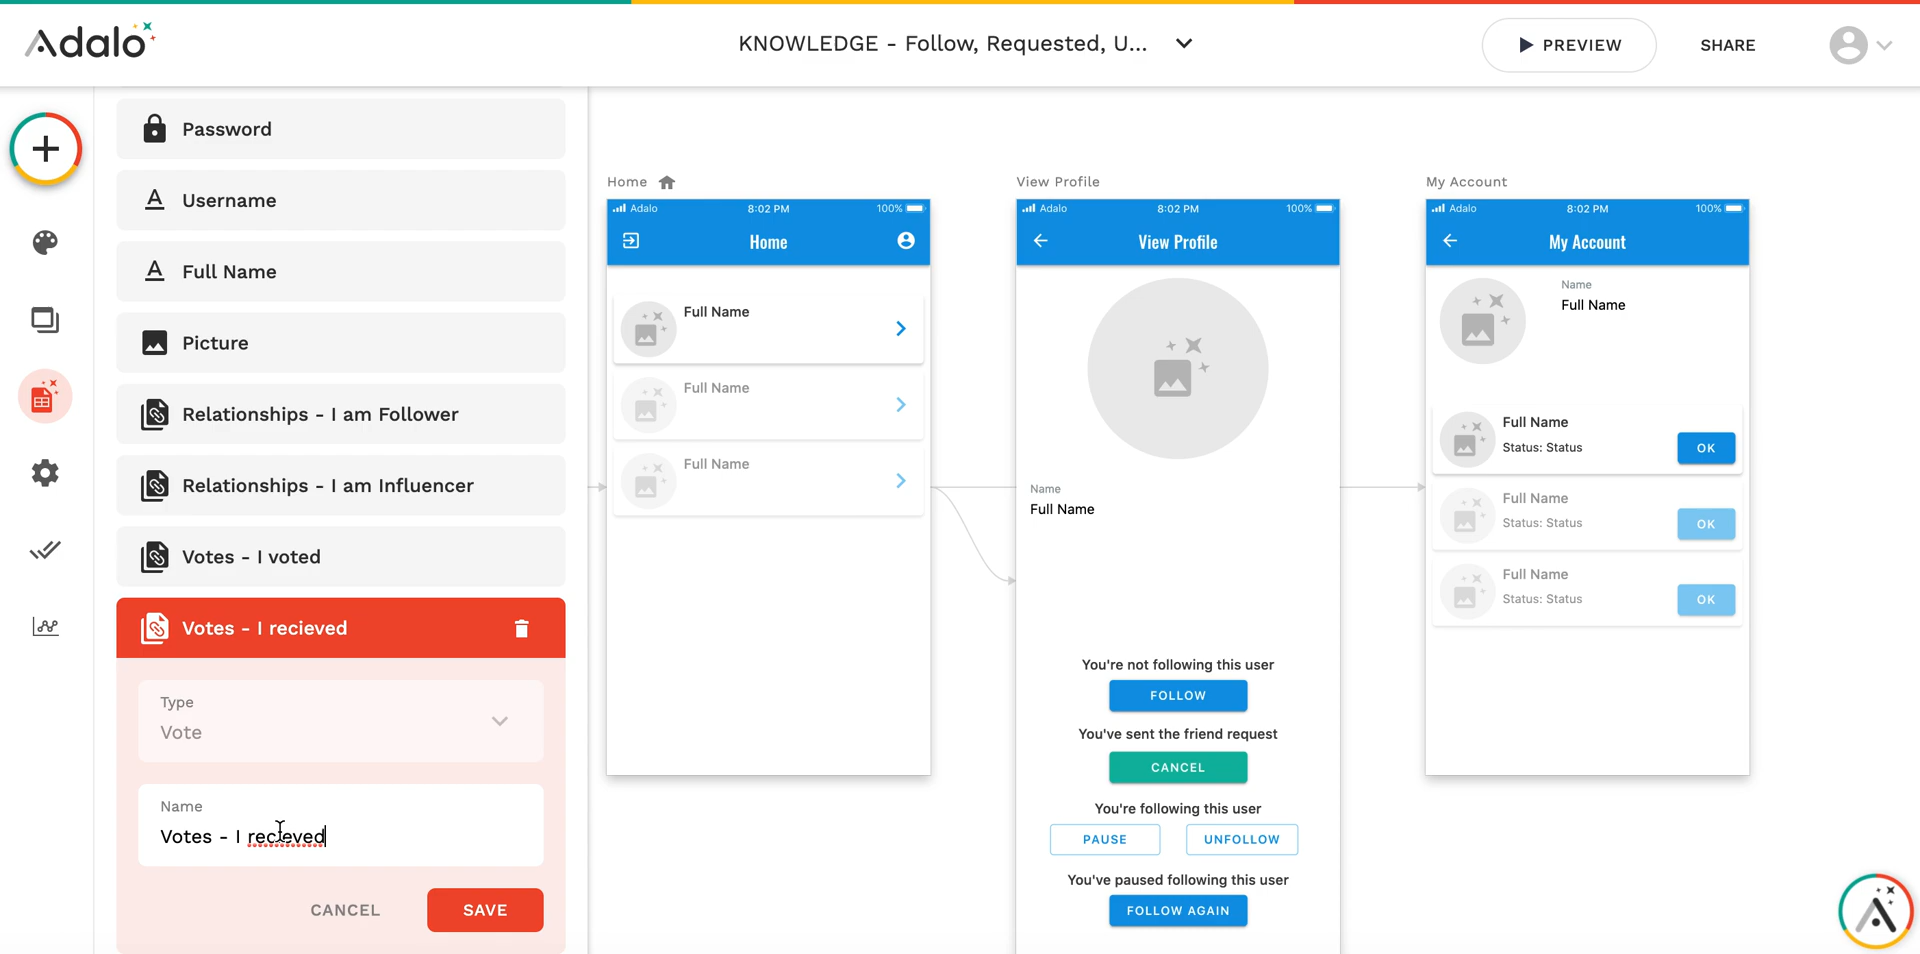 Adalo
KNOWLEDGE - Follow, Requested, U...
PREVIEW
SHARE
Password
Username
Full Name
Picture
Relationships - I am Follower
Relationships - I am Influencer
Votes - I voted
Votes - I recieved
Type
Vote
Name
Votes - I recieved
CANCEL
SAVE
Home
Adalo 8:02 PM 100%
Home
Full Name
Full Name
Full Name
View Profile
Adalo 8:02 PM 100%
View Profile
Name
Full Name
You're not following this user
FOLLOW
You've sent the friend request
CANCEL
You're following this user
PAUSE UNFOLLOW
You've paused following this user
FOLLOW AGAIN
My Account
Adalo 8:02 PM 100%
My Account
Name
Full Name
Full Name
Status: Status
OK
Full Name
Status: Status
OK
Full Name
Status: Status
OK